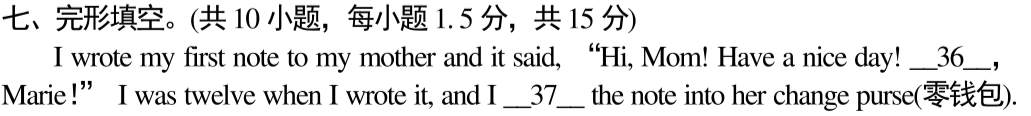 七、完形填空。(共 10 小题，每小题 1. 5 分，共 15 分)
I wrote my first note to my mother and it said, “Hi, Mom! Have a nice day! __36__，
Marie!” I was twelve when I wrote it, and I __37__ the note into her change purse(零钱包).